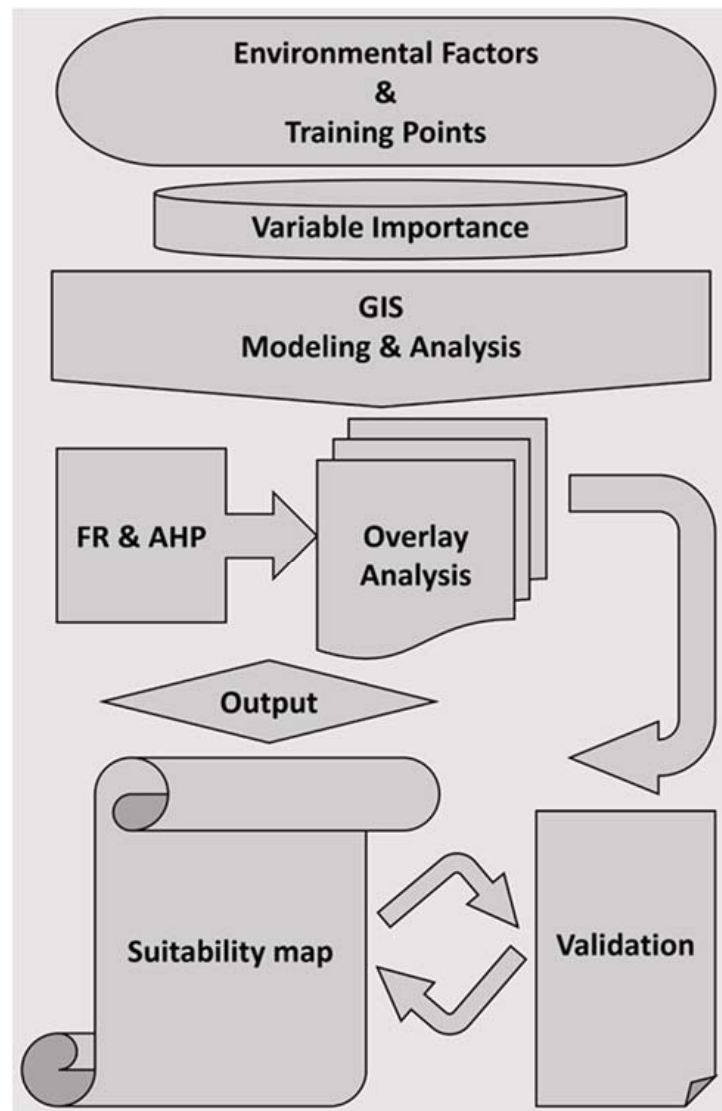 Environmental Factors
&
Training Points
Variable Importance
GIS
Modeling & Analysis
FR & AHP
Overlay
Analysis
Output
Suitability map
Validation